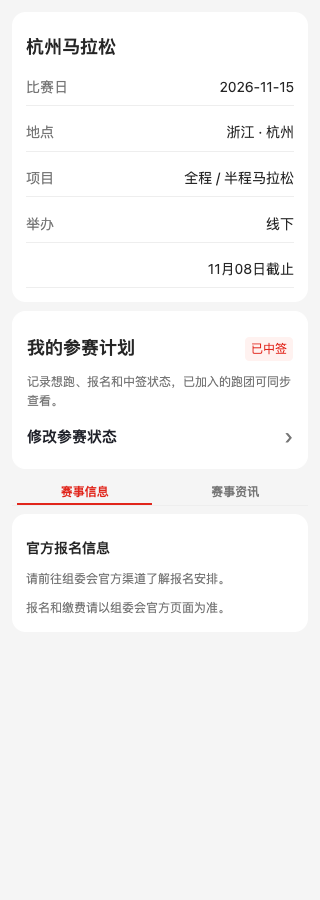 杭州马拉松
比赛日 2026-11-15
地点 浙江 · 杭州
项目 全程 / 半程马拉松
举办 线下
11月08日截止
我的参赛计划 已中签
记录想跑、报名和中签状态，已加入的跑团可同步
查看。
修改参赛状态 ›
赛事信息 赛事资讯
官方报名信息
请前往组委会官方渠道了解报名安排。
报名和缴费请以组委会官方页面为准。